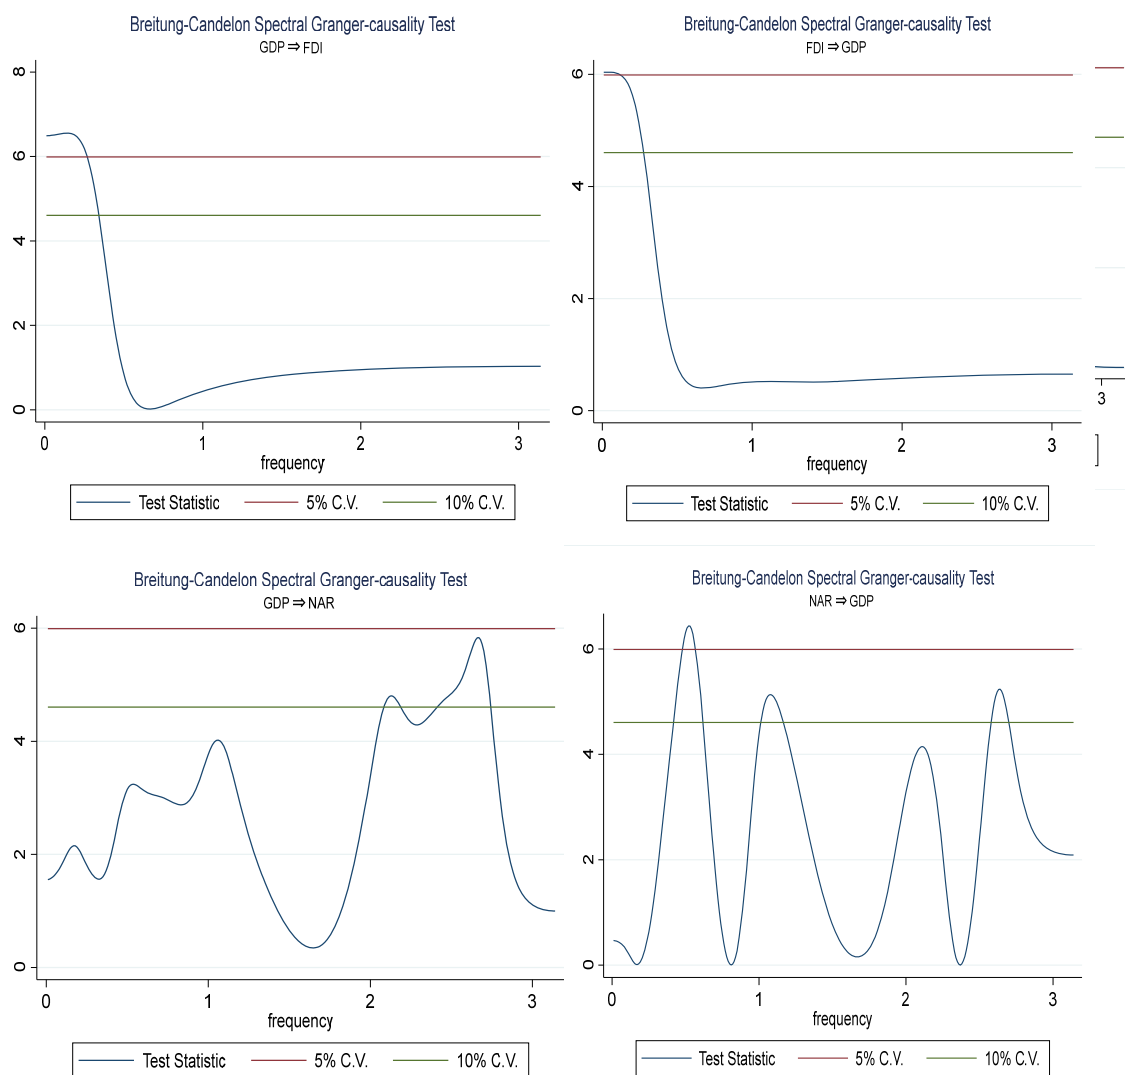 Breitung-Candelon Spectral Granger-causality Test
GDP ⇒ FDI
8
6
4
2
0
0 1 2 3
frequency
Test Statistic 5% C.V. 10% C.V.
Breitung-Candelon Spectral Granger-causality Test
FDI ⇒ GDP
6
4
2
0
0 1 2 3
frequency
Test Statistic 5% C.V. 10% C.V.
3
Breitung-Candelon Spectral Granger-causality Test
GDP ⇒ NAR
6
4
2
0
0 1 2 3
frequency
Test Statistic 5% C.V. 10% C.V.
Breitung-Candelon Spectral Granger-causality Test
NAR ⇒ GDP
6
4
2
0
0 1 2 3
frequency
Test Statistic 5% C.V. 10% C.V.